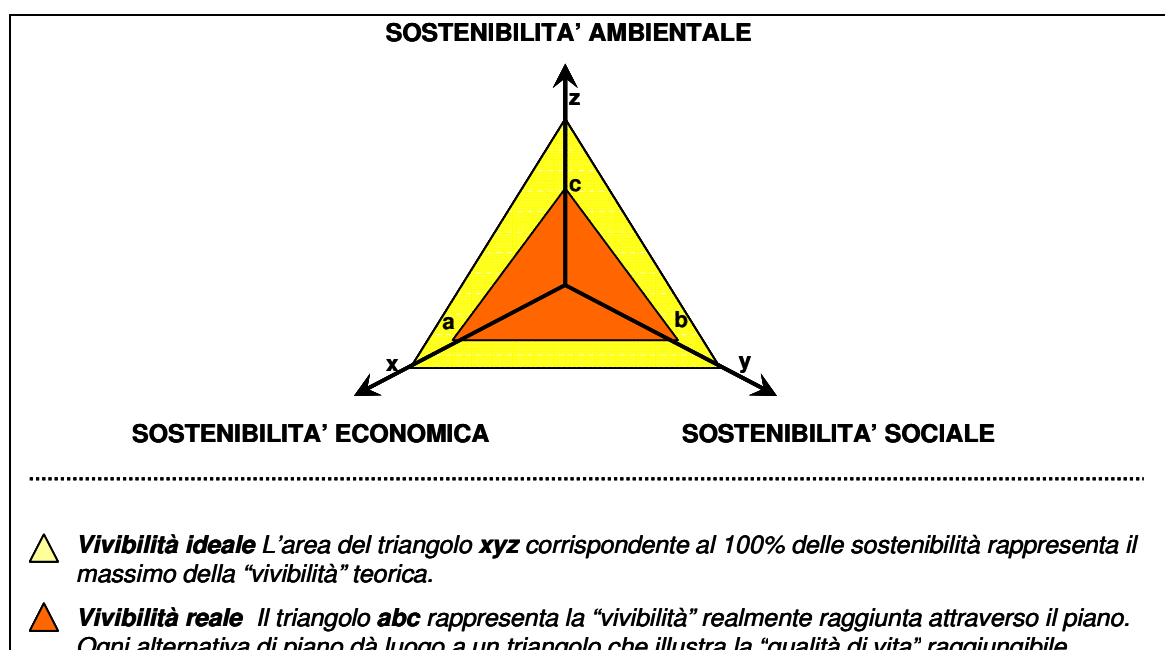 SOSTENIBILITA’ AMBIENTALE
z
c
a
b
x
y
SOSTENIBILITA’ ECONOMICA
SOSTENIBILITA’ SOCIALE
Vivibilità ideale L’area del triangolo xyz corrispondente al 100% delle sostenibilità rappresenta il
massimo della “vivibilità” teorica.
Vivibilità reale Il triangolo abc rappresenta la “vivibilità” realmente raggiunta attraverso il piano.
Ogni alternativa di piano dà luogo a un triangolo che illustra la “qualità di vita” raggiungibile